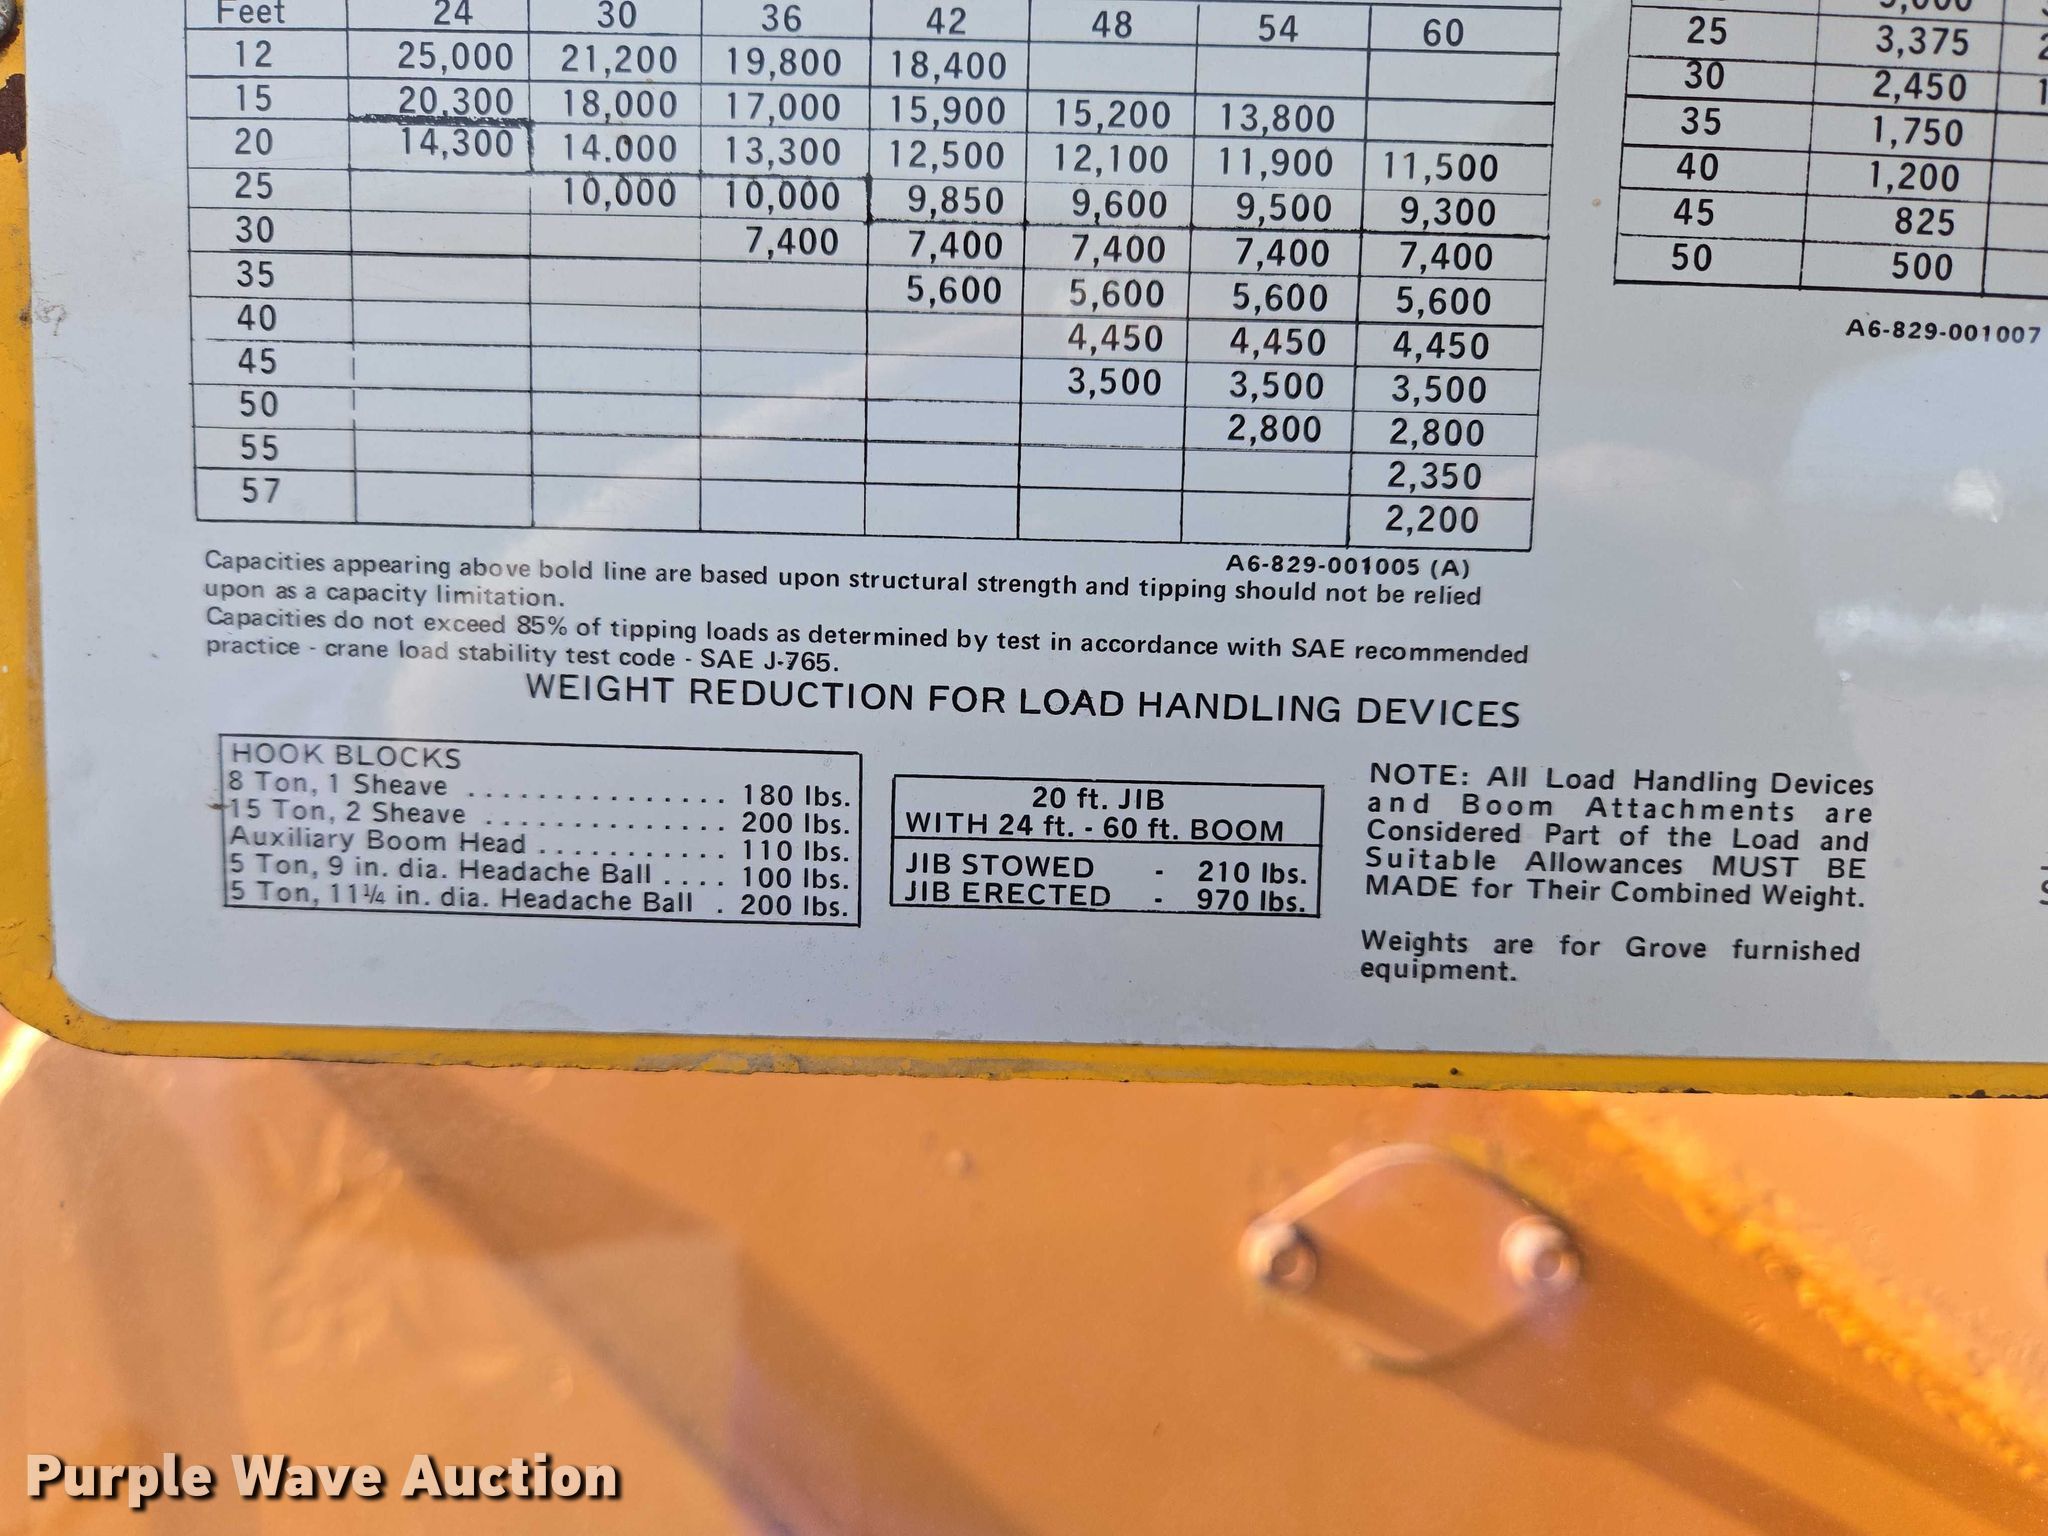 Feet 24 30 36 42 48 54 60
12 25,000 21,200 19,800 18,400
15 20,300 18,000 17,000 15,900 15,200 13,800
20 14,300 14.000 13,300 12,500 12,100 11,900 11,500
25 10,000 10,000 9,850 9,600 9,500 9,300
30 7,400 7,400 7,400 7,400 7,400
35 5,600 5,600 5,600 5,600
40 4,450 4,450 4,450
45 3,500 3,500 3,500
50 2,800 2,800
55 2,350
57 2,200
A6-829-001005 (A)
Capacities appearing above bold line are based upon structural strength and tipping should not be relied
upon as a capacity limitation.
Capacities do not exceed 85% of tipping loads as determined by test in accordance with SAE recommended
practice - crane load stability test code - SAE J-765.
WEIGHT REDUCTION FOR LOAD HANDLING DEVICES
HOOK BLOCKS
8 Ton, 1 Sheave ............... 180 lbs.
15 Ton, 2 Sheave .............. 200 lbs.
Auxiliary Boom Head ........... 110 lbs.
5 Ton, 9 in. dia. Headache Ball .... 100 lbs.
5 Ton, 11¼ in. dia. Headache Ball . 200 lbs.
20 ft. JIB
WITH 24 ft. - 60 ft. BOOM
JIB STOWED - 210 lbs.
JIB ERECTED - 970 lbs.
NOTE: All Load Handling Devices
and Boom Attachments are
Considered Part of the Load and
Suitable Allowances MUST BE
MADE for Their Combined Weight.
Weights are for Grove furnished
equipment.
25 3,375
30 2,450
35 1,750
40 1,200
45 825
50 500
A6-829-001007
Purple Wave Auction